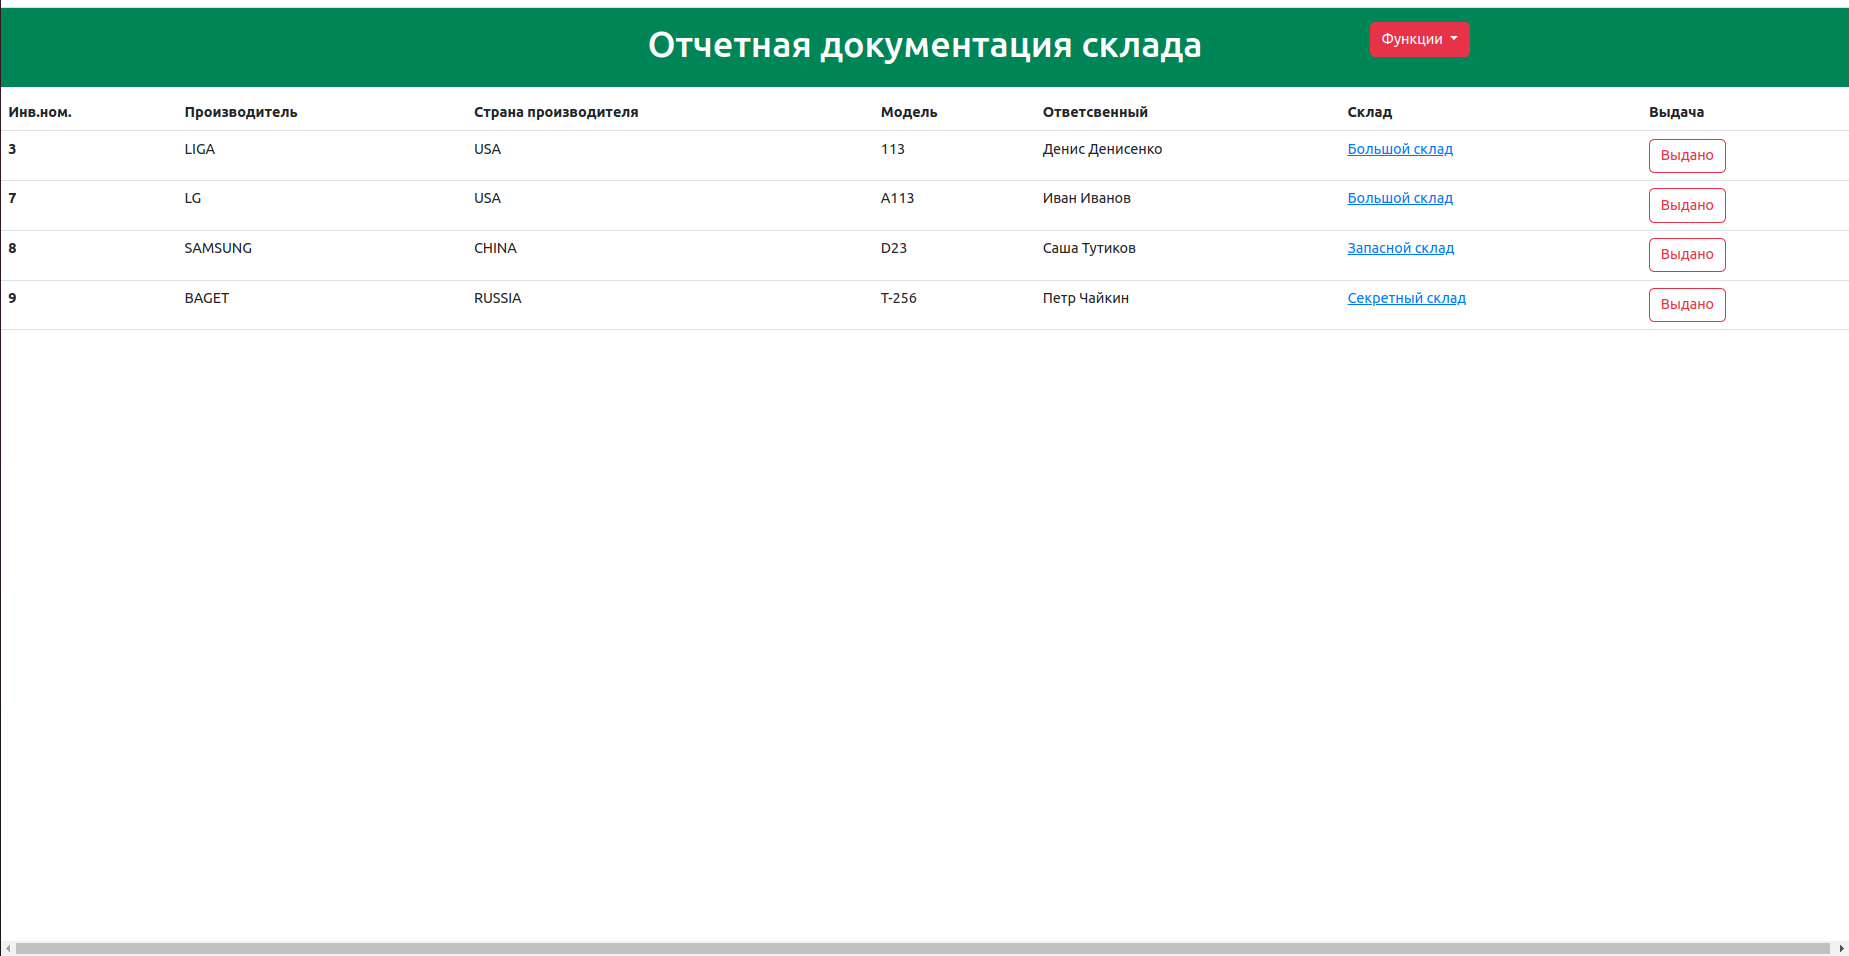 Отчетная документация склада
Функции
Инв.ном. Производитель Страна производителя Модель Ответсвенный Склад Выдача
3 LIGA USA 113 Денис Денисенко Большой склад Выдано
7 LG USA A113 Иван Иванов Большой склад Выдано
8 SAMSUNG CHINA D23 Саша Тутиков Запасной склад Выдано
9 BAGET RUSSIA T-256 Петр Чайкин Секретный склад Выдано